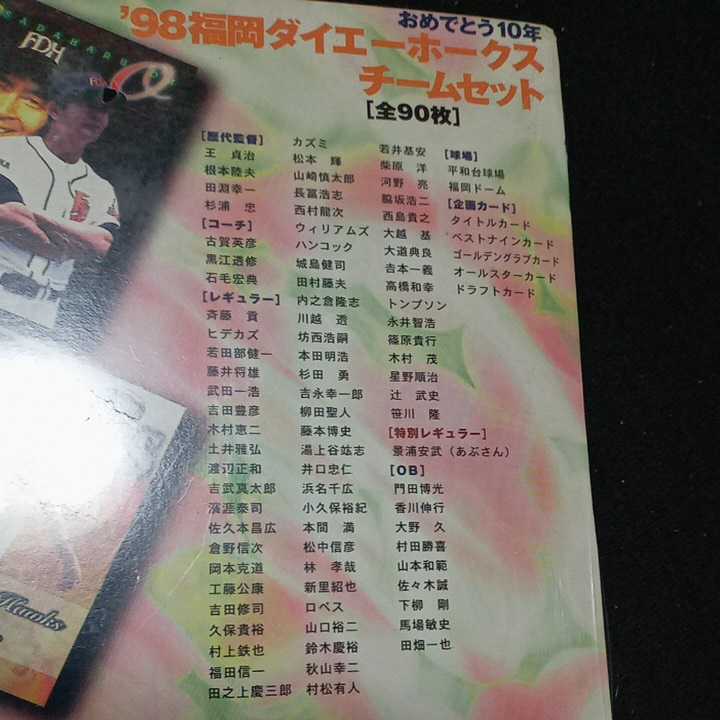 SADAHARU
FDH
おめでとう10年
'98福岡ダイエーホークス
チームセット
[全90枚]
[歴代監督]
王 貞治
根本陸夫
田淵幸一
杉浦 忠
[コーチ]
古賀英彦
黒江透修
石毛宏典
[レギュラー]
斉藤 貢
ヒデカズ
若田部健一
藤井将雄
武田一浩
吉田豊彦
木村恵二
土井雅弘
渡辺正和
吉武真太郎
濱涯泰司
佐久本昌広
倉野信次
岡本克道
工藤公康
吉田修司
久保貴裕
村上鉄也
福田信一
田之上慶三郎
カズミ
松本 輝
山崎慎太郎
長冨浩志
西村龍次
ウィリアムズ
ハンコック
城島健司
田村藤夫
内之倉隆志
川越 透
坊西浩嗣
本田明浩
杉田 勇
吉永幸一郎
柳田聖人
藤本博史
湯上谷竑志
井口忠仁
浜名千広
小久保裕紀
本間 満
松中信彦
林 孝哉
新里紹也
ロペス
山口裕二
鈴木慶裕
秋山幸二
村松有人
若井基安
柴原 洋
河野 亮
脇坂浩二
西島貴之
大越 基
大道典良
吉本一義
高橋和幸
トンプソン
永井智浩
篠原貴行
木村 茂
星野順治
辻 武史
笹川 隆
[特別レギュラー]
景浦安武(あぶさん)
[OB]
門田博光
香川伸行
大野 久
村田勝喜
山本和範
佐々木誠
下柳 剛
馬場敏史
田畑一也
[球場]
平和台球場
福岡ドーム
[企画カード]
タイトルカード
ベストナインカード
ゴールデングラブカード
オールスターカード
ドラフトカード
Hawks